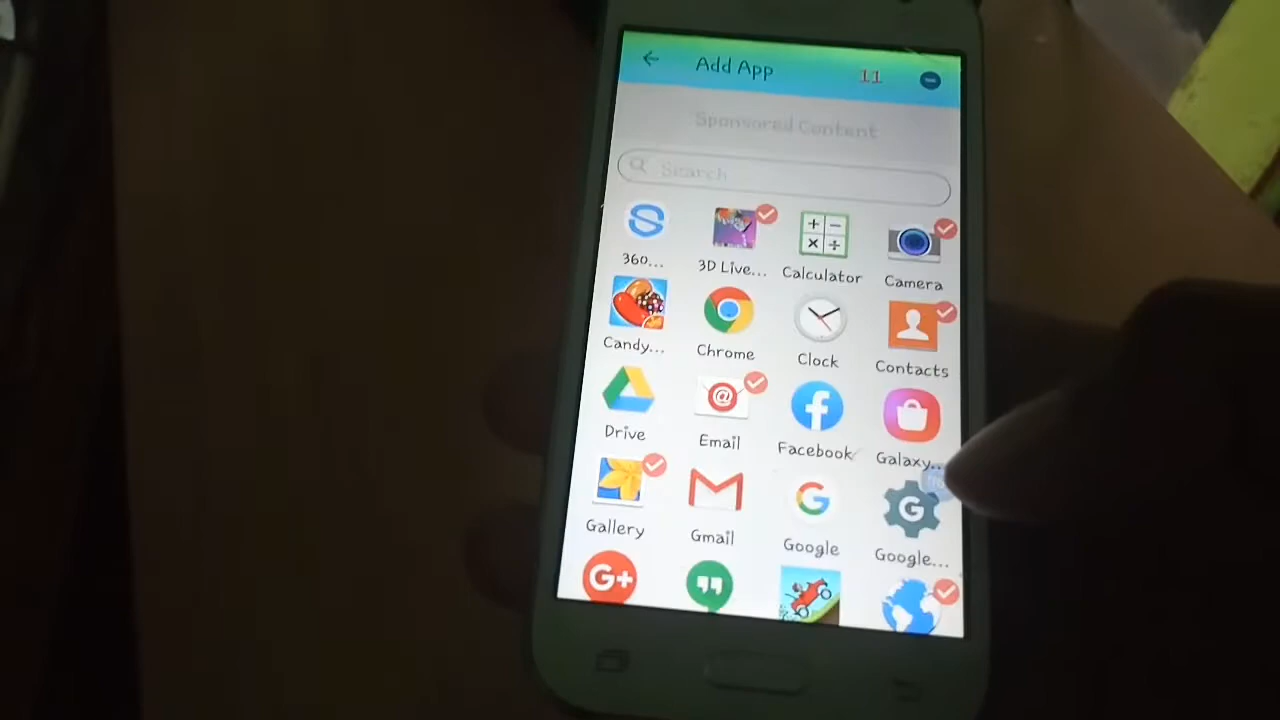 Add App 11
Sponsored Content
Search
360... 3D Live... Calculator Camera
Candy... Chrome Clock Contacts
Drive Email Facebook Galaxy...
Gallery Gmail Google Google...
G+